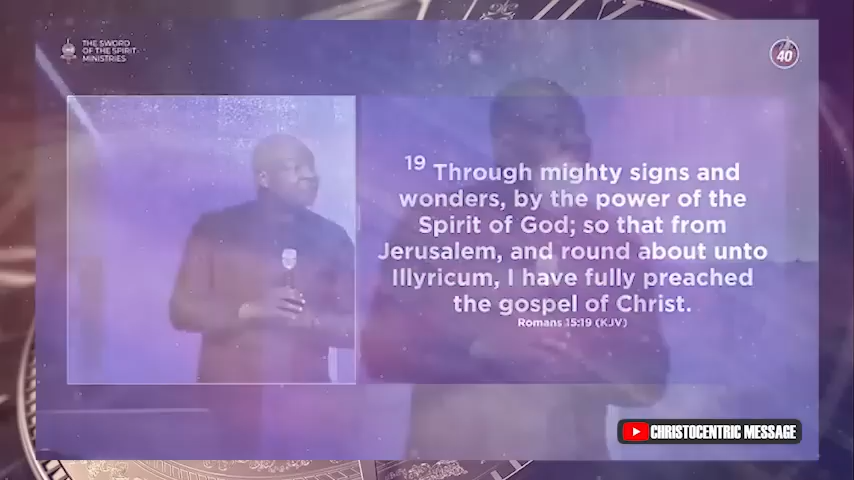 THE SWORD
OF THE SPIRIT
MINISTRIES
40
19 Through mighty signs and
wonders, by the power of the
Spirit of God; so that from
Jerusalem, and round about unto
Illyricum, I have fully preached
the gospel of Christ.
Romans 15:19 (KJV)
CHRISTOCENTRIC MESSAGE